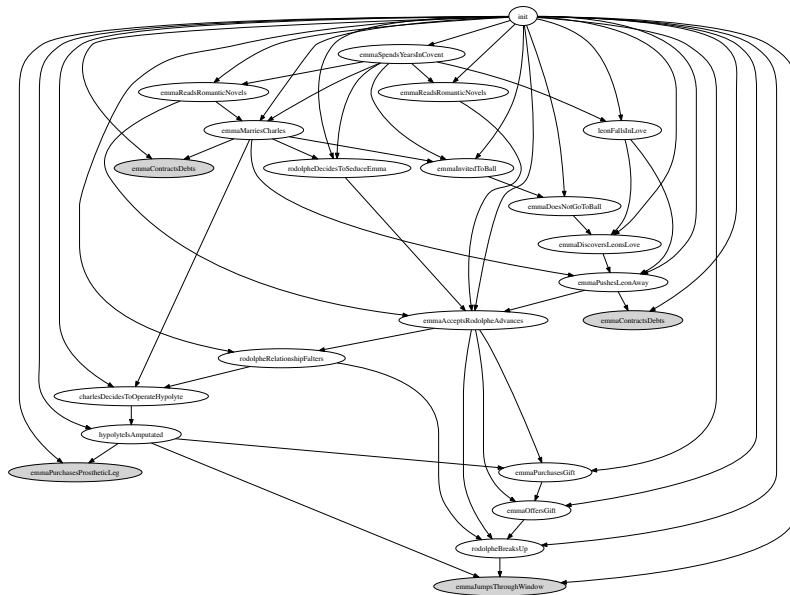 init
emmaSpendsYearsInCovent
emmaReadsRomanticNovels
emmaReadsRomanticNovels
emmaMarriesCharles
leonFallsInLove
emmaContractsDebts
rodolpheDecidesToSeduceEmma
emmaInvitedToBall
emmaDoesNotGoToBall
emmaDiscoversLeonsLove
emmaPushesLeonAway
emmaAcceptsRodolpheAdvances
emmaContractsDebts
rodolpheRelationshipFalters
charlesDecidesToOperateHypolyte
hypolyteIsAmputated
emmaPurchasesProstheticLeg
emmaPurchasesGift
emmaOffersGift
rodolpheBreaksUp
emmaJumpsThroughWindow